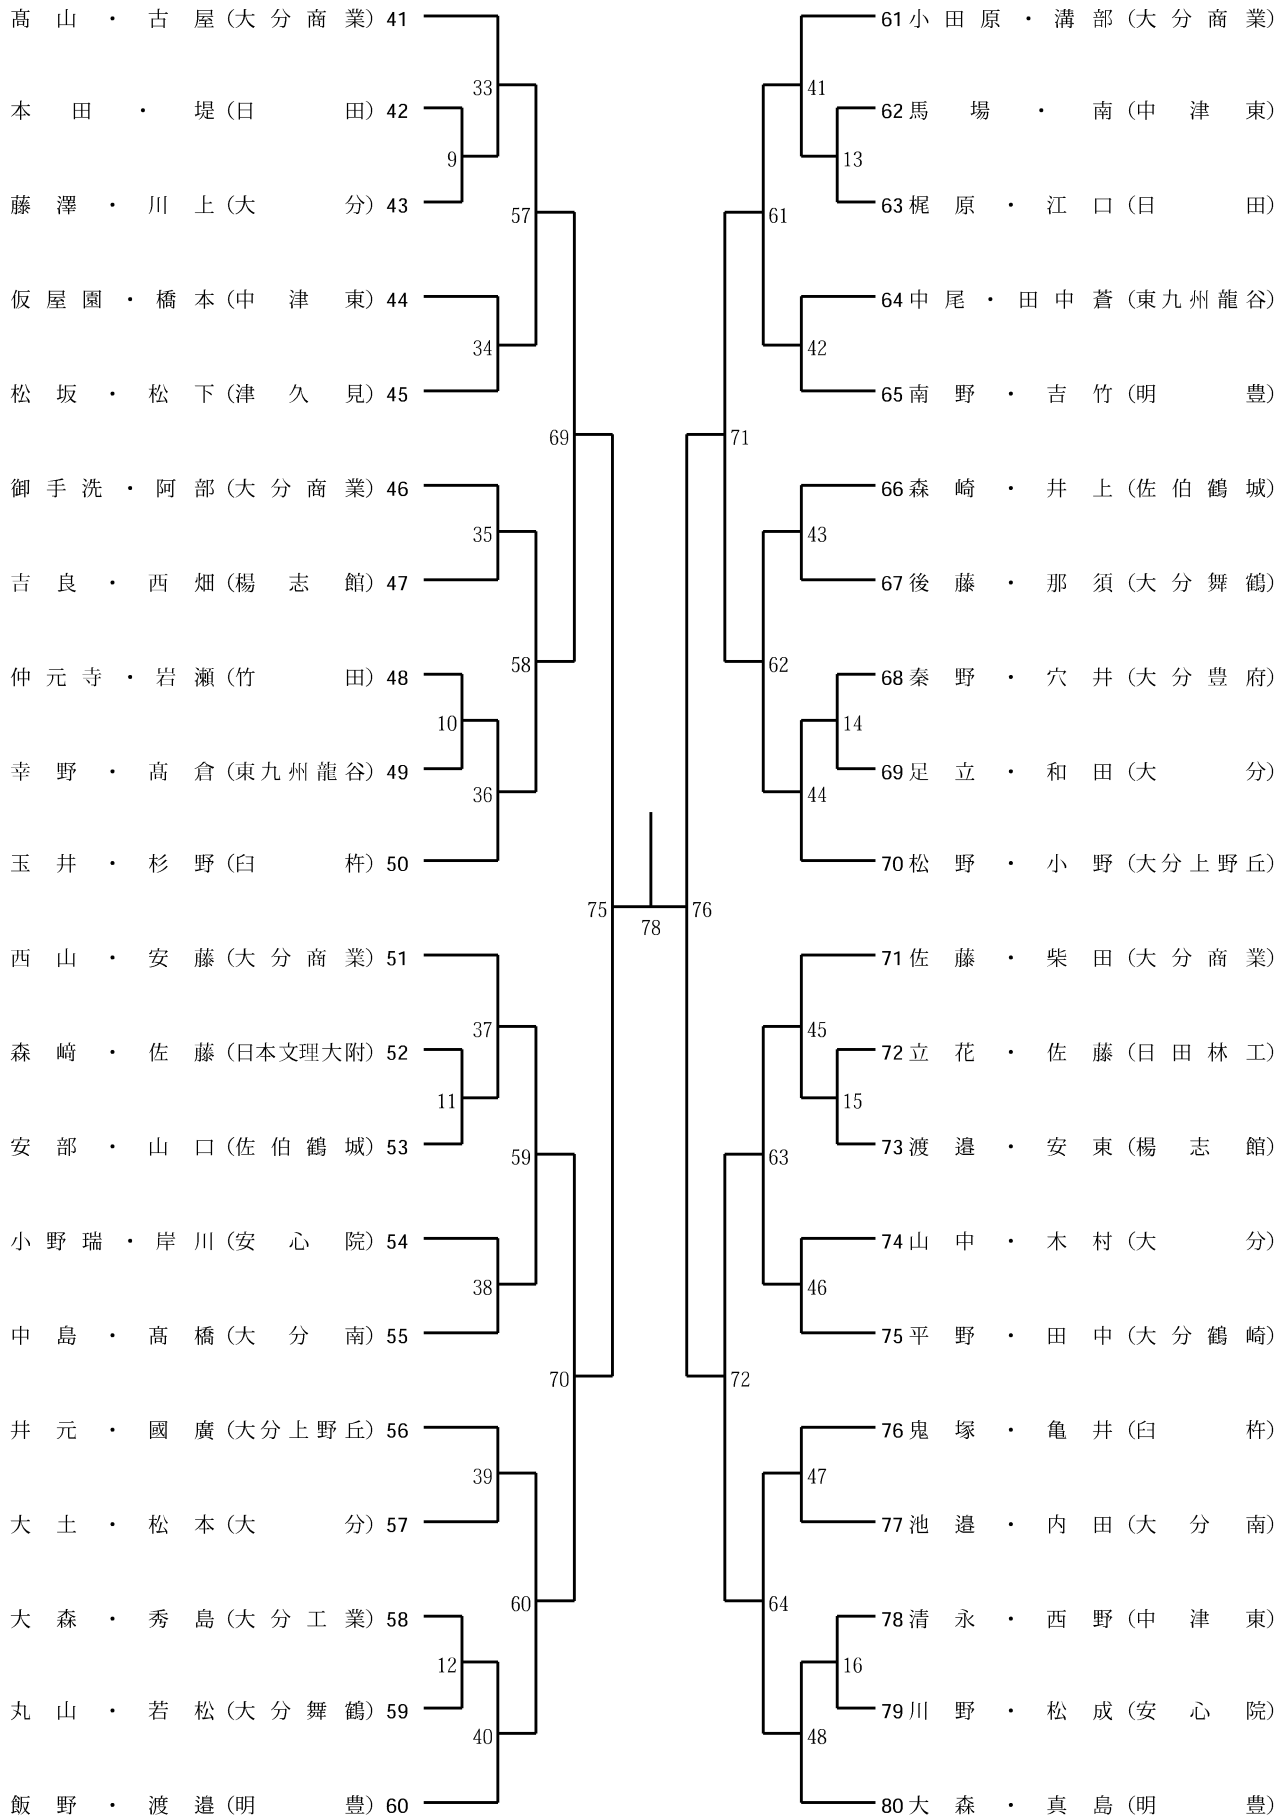 髙山・古屋(大分商業) 41
33
本田・堤(日田) 42
9
藤澤・川上(大分) 43
57
仮屋園・橋本(中津東) 44
34
松坂・松下(津久見) 45
69
御手洗・阿部(大分商業) 46
35
吉良・西畑(楊志館) 47
58
仲元寺・岩瀬(竹田) 48
10
幸野・髙倉(東九州龍谷) 49
36
玉井・杉野(臼杵) 50
75
西山・安藤(大分商業) 51
37
森﨑・佐藤(日本文理大附) 52
11
安部・山口(佐伯鶴城) 53
59
小野瑞・岸川(安心院) 54
38
中島・髙橋(大分南) 55
70
井元・國廣(大分上野丘) 56
39
大土・松本(大分) 57
60
大森・秀島(大分工業) 58
12
丸山・若松(大分舞鶴) 59
40
飯野・渡邉(明豊) 60
78
61 小田原・溝部(大分商業)
41
62 馬場・南(中津東)
13
63 梶原・江口(日田)
61
64 中尾・田中蒼(東九州龍谷)
42
65 南野・吉竹(明豊)
71
66 森崎・井上(佐伯鶴城)
43
67 後藤・那須(大分舞鶴)
62
68 秦野・穴井(大分豊府)
14
69 足立・和田(大分)
44
70 松野・小野(大分上野丘)
76
71 佐藤・柴田(大分商業)
45
72 立花・佐藤(日田林工)
15
73 渡邉・安東(楊志館)
63
74 山中・木村(大分)
46
75 平野・田中(大分鶴崎)
72
76 鬼塚・亀井(臼杵)
47
77 池邉・内田(大分南)
64
78 清永・西野(中津東)
16
79 川野・松成(安心院)
48
80 大森・真島(明豊)